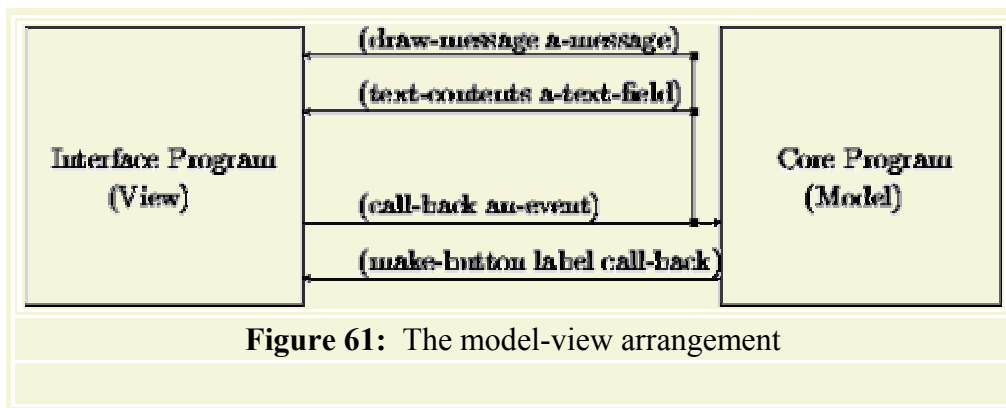 (draw-message a-message)
(text-contents a-text-field)
Interface Program
(View)
Core Program
(Model)
(call-back an-event)
(make-button label call-back)
Figure 61: The model-view arrangement